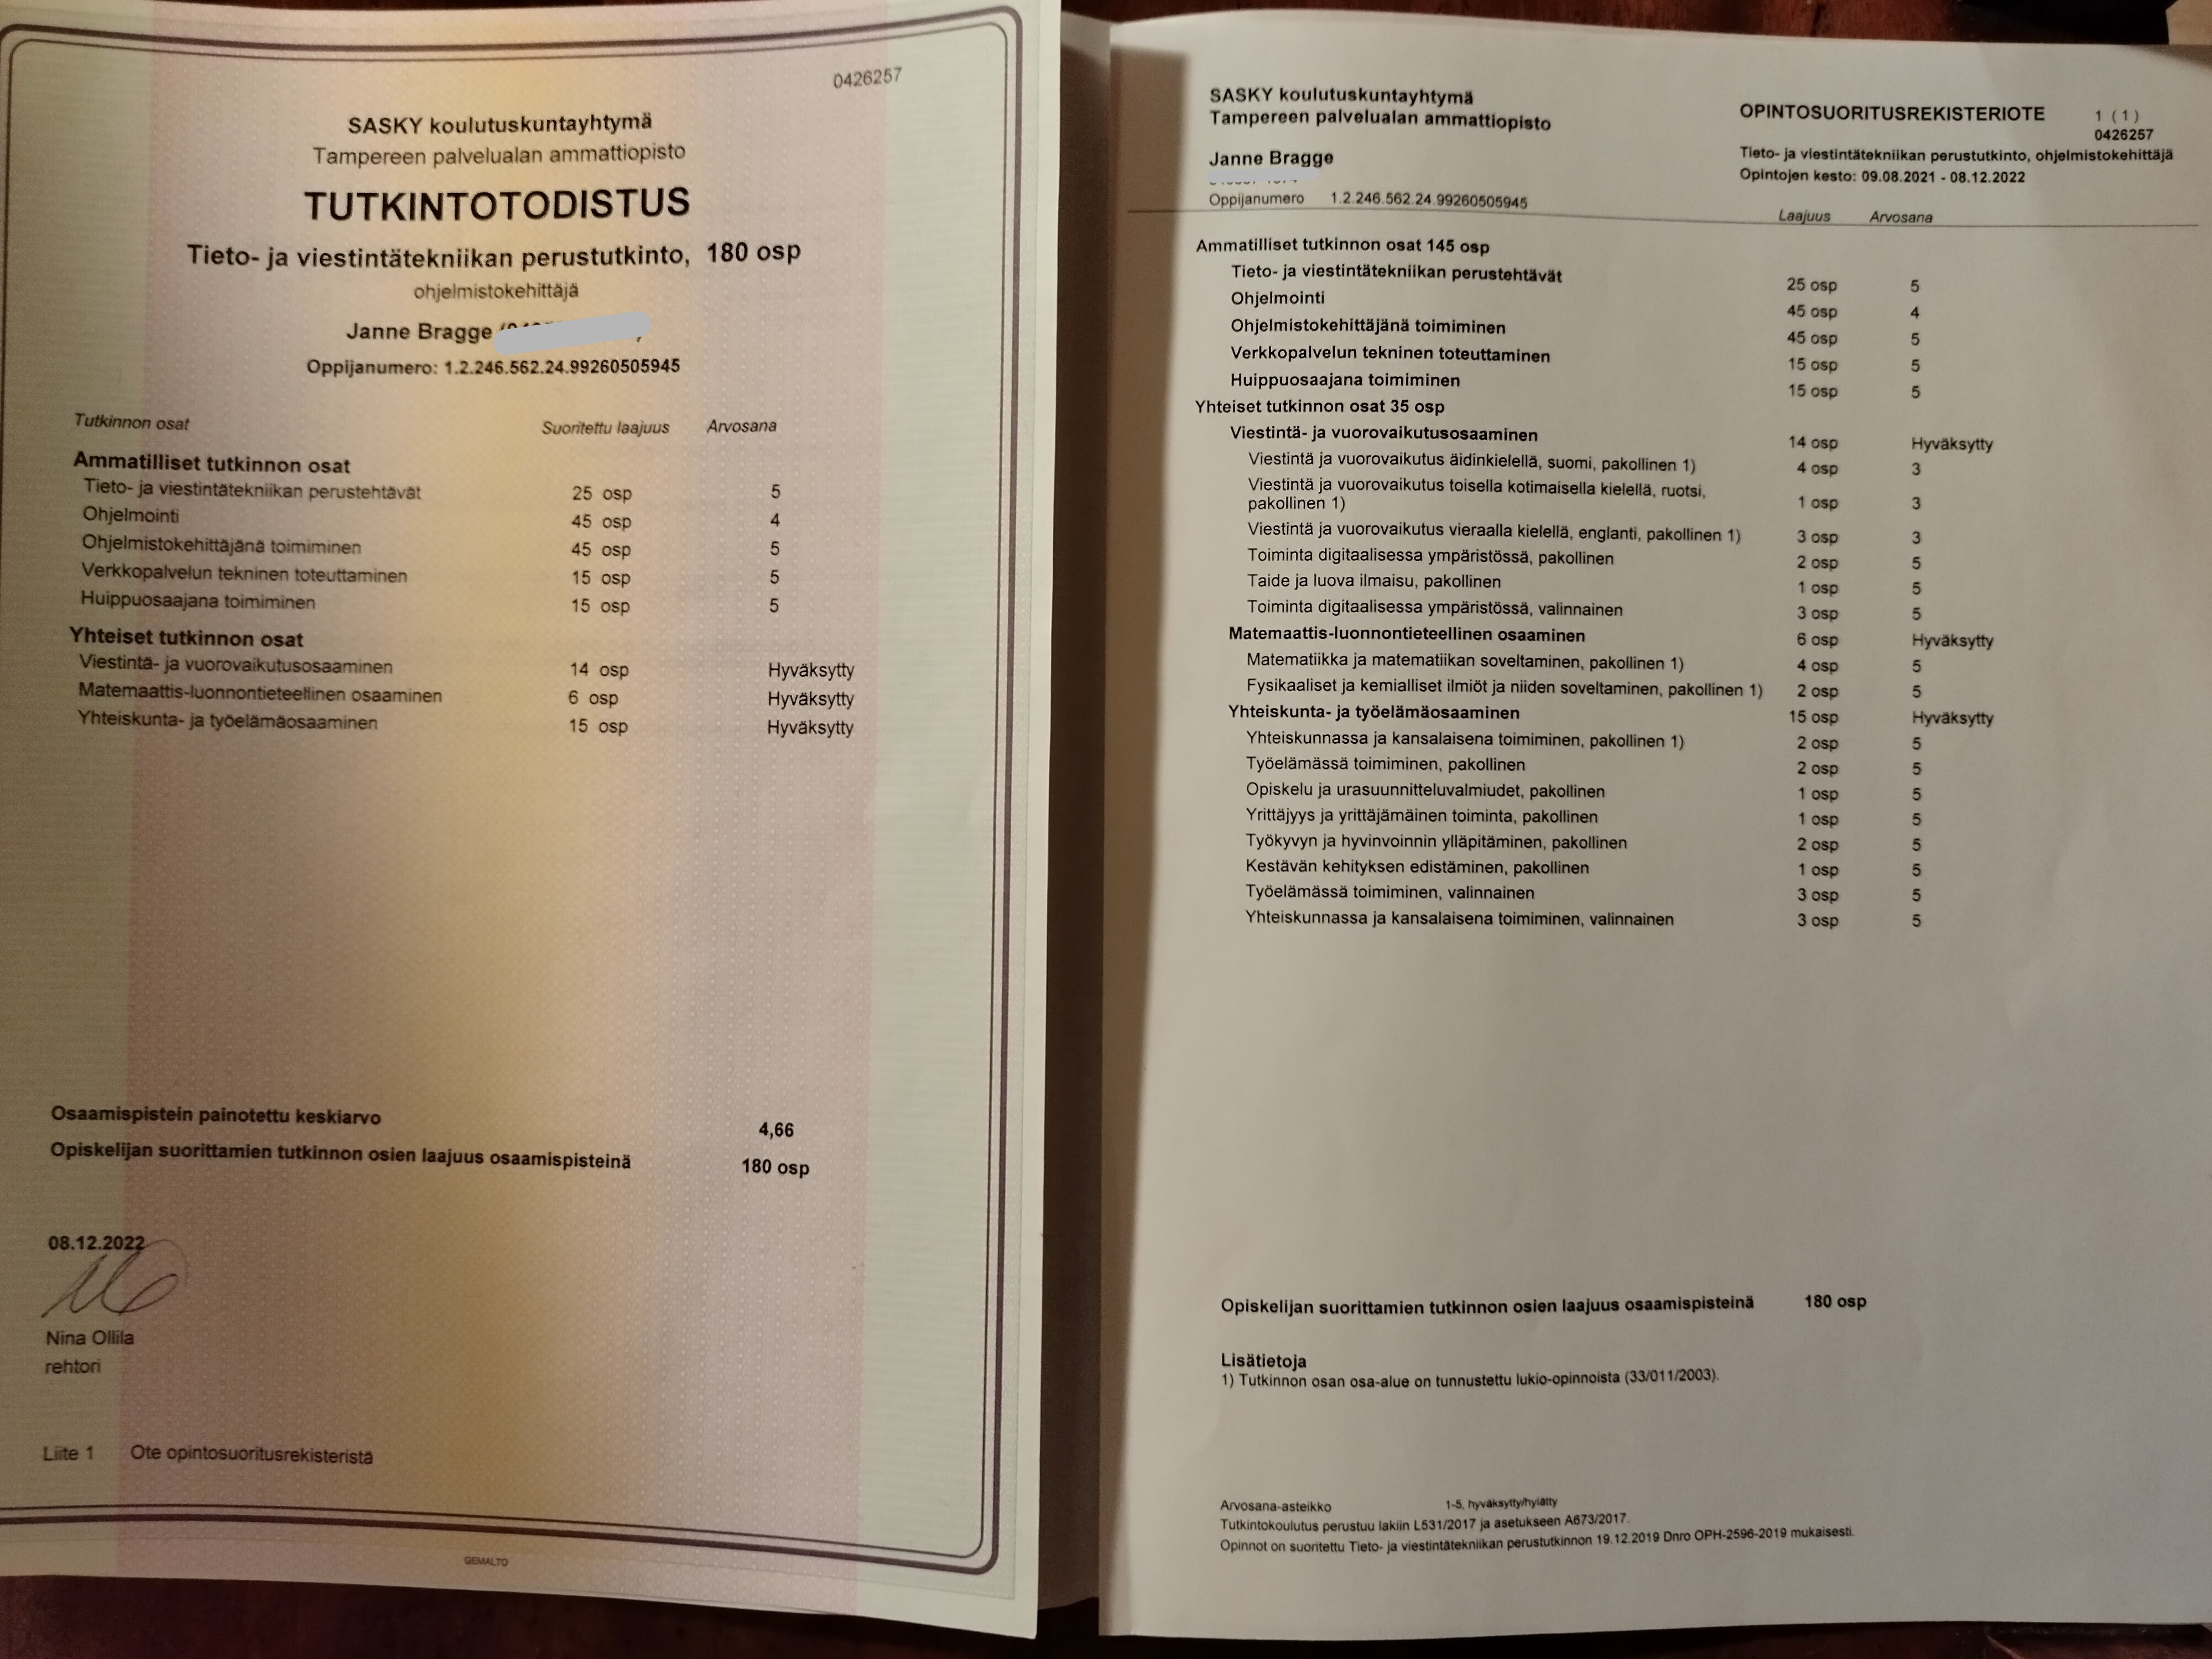 0426257
SASKY koulutuskuntayhtymä
Tampereen palvelualan ammattiopisto
TUTKINTOTODISTUS
Tieto- ja viestintätekniikan perustutkinto, 180 osp
ohjelmistokehittäjä
Janne Bragge
Oppijanumero: 1.2.246.562.24.99260505945
Tutkinnon osat Suoritettu laajuus Arvosana
Ammatilliset tutkinnon osat
Tieto- ja viestintätekniikan perustehtävät 25 osp 5
Ohjelmointi 45 osp 4
Ohjelmistokehittäjänä toimiminen 45 osp 5
Verkkopalvelun tekninen toteuttaminen 15 osp 5
Huippuosaajana toimiminen 15 osp 5
Yhteiset tutkinnon osat
Viestintä- ja vuorovaikutusosaaminen 14 osp Hyväksytty
Matemaattis-luonnontieteellinen osaaminen 6 osp Hyväksytty
Yhteiskunta- ja työelämäosaaminen 15 osp Hyväksytty
Osaamispistein painotettu keskiarvo 4,66
Opiskelijan suorittamien tutkinnon osien laajuus osaamispisteinä 180 osp
08.12.2022
Nina Ollila
rehtori
Liite 1 Ote opintosuoritusrekisteristä
GEMALTO
SASKY koulutuskuntayhtymä
Tampereen palvelualan ammattiopisto
OPINTOSUORITUSREKISTERIOTE 1 (1)
0426257
Janne Bragge
Tieto- ja viestintätekniikan perustutkinto, ohjelmistokehittäjä
Opintojen kesto: 09.08.2021 - 08.12.2022
Oppijanumero 1.2.246.562.24.99260505945
Laajuus Arvosana
Ammatilliset tutkinnon osat 145 osp
Tieto- ja viestintätekniikan perustehtävät 25 osp 5
Ohjelmointi 45 osp 4
Ohjelmistokehittäjänä toimiminen 45 osp 5
Verkkopalvelun tekninen toteuttaminen 15 osp 5
Huippuosaajana toimiminen 15 osp 5
Yhteiset tutkinnon osat 35 osp
Viestintä- ja vuorovaikutusosaaminen 14 osp Hyväksytty
Viestintä ja vuorovaikutus äidinkielellä, suomi, pakollinen 1) 4 osp 3
Viestintä ja vuorovaikutus toisella kotimaisella kielellä, ruotsi,
pakollinen 1) 1 osp 3
Viestintä ja vuorovaikutus vieraalla kielellä, englanti, pakollinen 1) 3 osp 3
Toiminta digitaalisessa ympäristössä, pakollinen 2 osp 5
Taide ja luova ilmaisu, pakollinen 1 osp 5
Toiminta digitaalisessa ympäristössä, valinnainen 3 osp 5
Matemaattis-luonnontieteellinen osaaminen 6 osp Hyväksytty
Matematiikka ja matematiikan soveltaminen, pakollinen 1) 4 osp 5
Fysikaaliset ja kemialliset ilmiöt ja niiden soveltaminen, pakollinen 1) 2 osp 5
Yhteiskunta- ja työelämäosaaminen 15 osp Hyväksytty
Yhteiskunnassa ja kansalaisena toimiminen, pakollinen 1) 2 osp 5
Työelämässä toimiminen, pakollinen 2 osp 5
Opiskelu ja urasuunnitteluvalmiudet, pakollinen 1 osp 5
Yrittäjyys ja yrittäjämäinen toiminta, pakollinen 1 osp 5
Työkyvyn ja hyvinvoinnin ylläpitäminen, pakollinen 2 osp 5
Kestävän kehityksen edistäminen, pakollinen 1 osp 5
Työelämässä toimiminen, valinnainen 3 osp 5
Yhteiskunnassa ja kansalaisena toimiminen, valinnainen 3 osp 5
Opiskelijan suorittamien tutkinnon osien laajuus osaamispisteinä 180 osp
Lisätietoja
1) Tutkinnon osan osa-alue on tunnustettu lukio-opinnoista (33/011/2003).
Arvosana-asteikko 1-5, hyväksytty/hylätty
Tutkintokoulutus perustuu lakiin L531/2017 ja asetukseen A673/2017.
Opinnot on suoritettu Tieto- ja viestintätekniikan perustutkinnon 19.12.2019 Dnro OPH-2596-2019 mukaisesti.